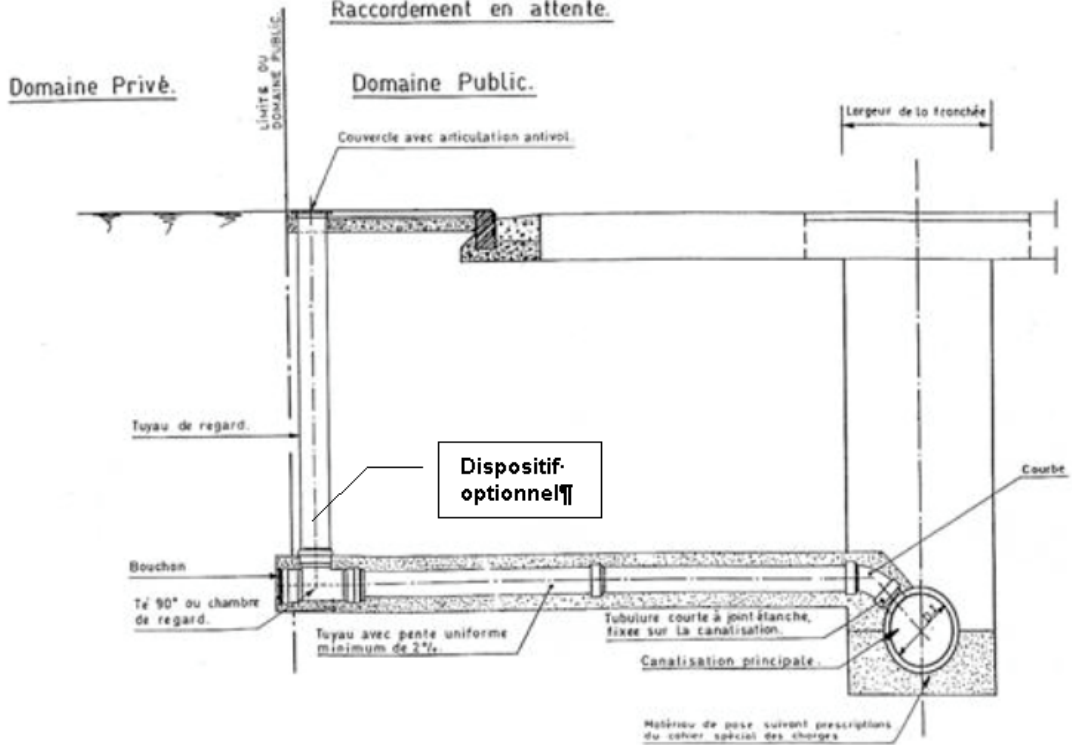 Raccordement en attente.
Domaine Privé.
LIMITE DU
DOMAINE PUBLIC.
Domaine Public.
Largeur de la tranchée
Couvercle avec articulation antivol.
Tuyau de regard.
Dispositif·
optionnel¶
Courbe
Bouchon
Té 90° ou chambre
de regard.
Tuyau avec pente uniforme
minimum de 2%.
Tubulure courte à joint étanche,
fixée sur la canalisation.
Canalisation principale.
Matériau de pose suivant prescriptions
du cahier spécial des charges